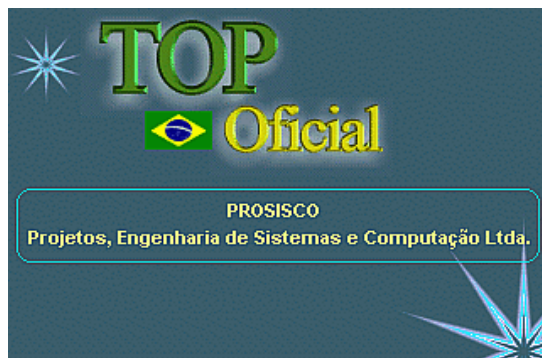 TOP
Oficial
PROSISCO
Projetos, Engenharia de Sistemas e Computação Ltda.